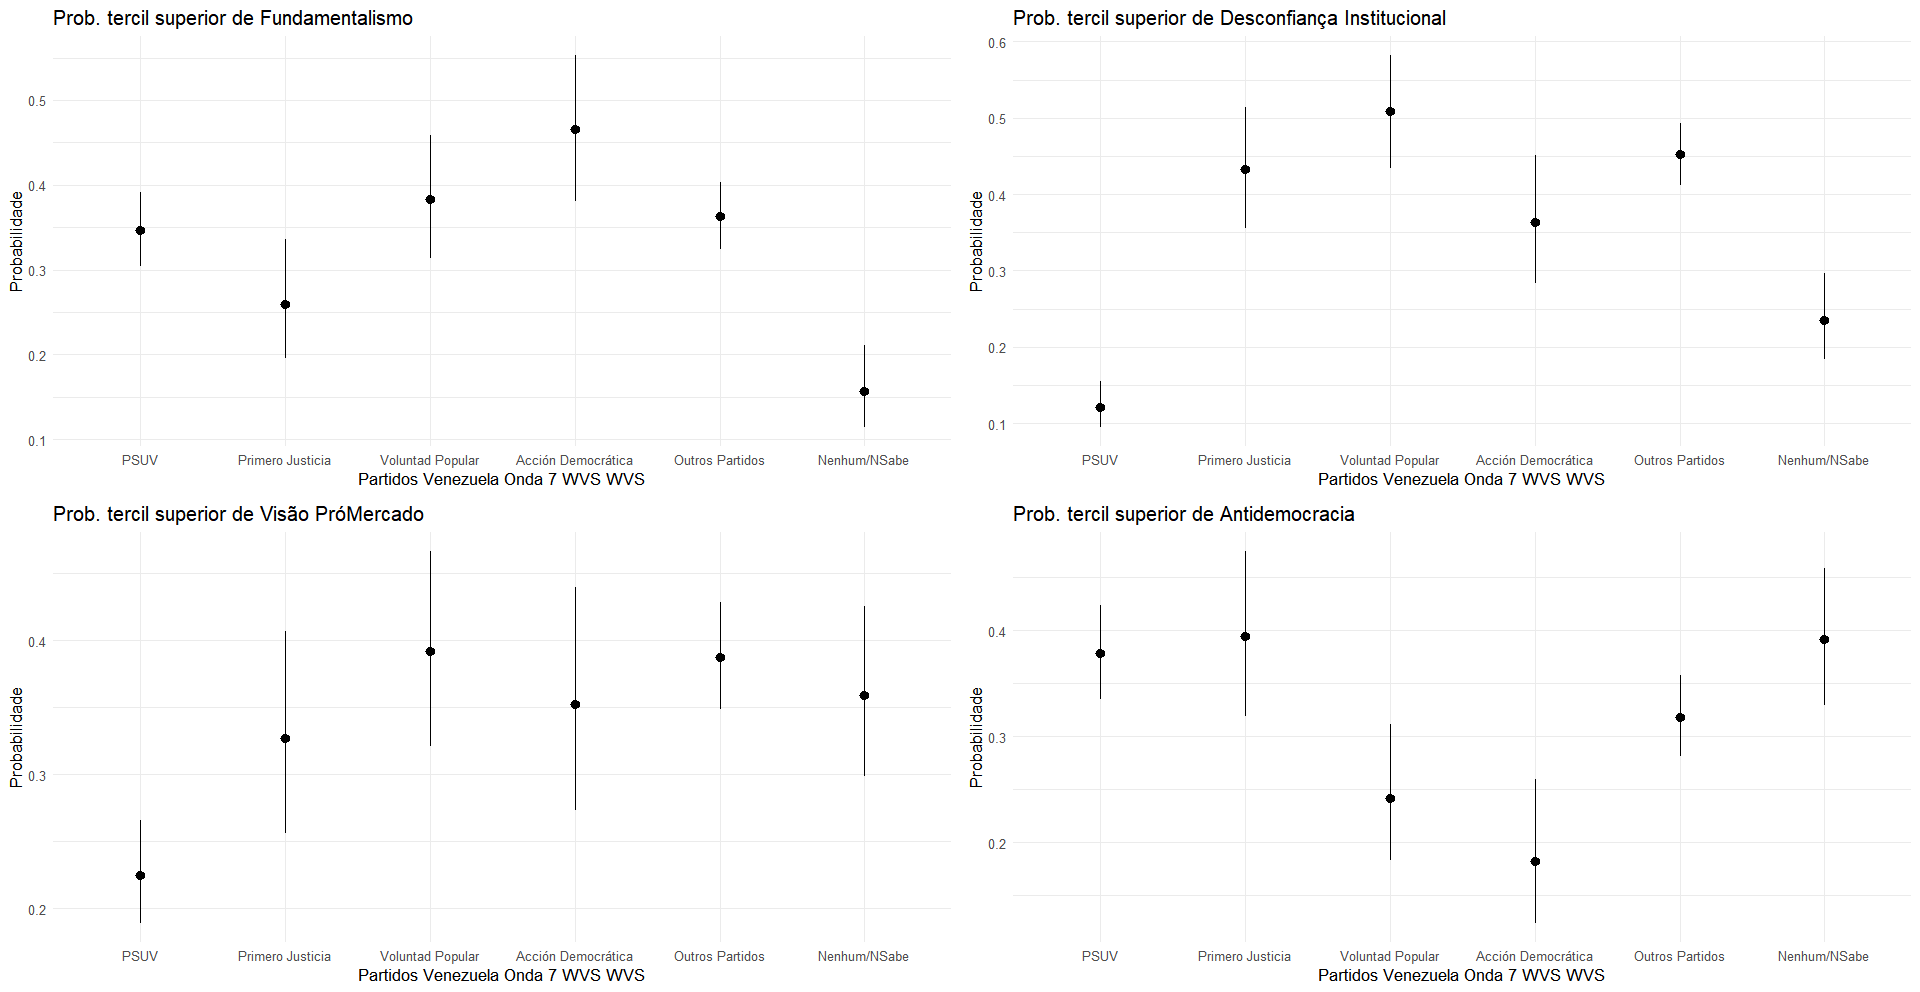 Prob. tercil superior de Fundamentalismo
Probabilidade
0.5
0.4
0.3
0.2
0.1
PSUV Primero Justicia Voluntad Popular Acción Democrática Outros Partidos Nenhum/NSabe
Partidos Venezuela Onda 7 WVS WVS
Prob. tercil superior de Desconfiança Institucional
Probabilidade
0.6
0.5
0.4
0.3
0.2
0.1
PSUV Primero Justicia Voluntad Popular Acción Democrática Outros Partidos Nenhum/NSabe
Partidos Venezuela Onda 7 WVS WVS
Prob. tercil superior de Visão PróMercado
Probabilidade
0.4
0.3
0.2
PSUV Primero Justicia Voluntad Popular Acción Democrática Outros Partidos Nenhum/NSabe
Partidos Venezuela Onda 7 WVS WVS
Prob. tercil superior de Antidemocracia
Probabilidade
0.4
0.3
0.2
PSUV Primero Justicia Voluntad Popular Acción Democrática Outros Partidos Nenhum/NSabe
Partidos Venezuela Onda 7 WVS WVS